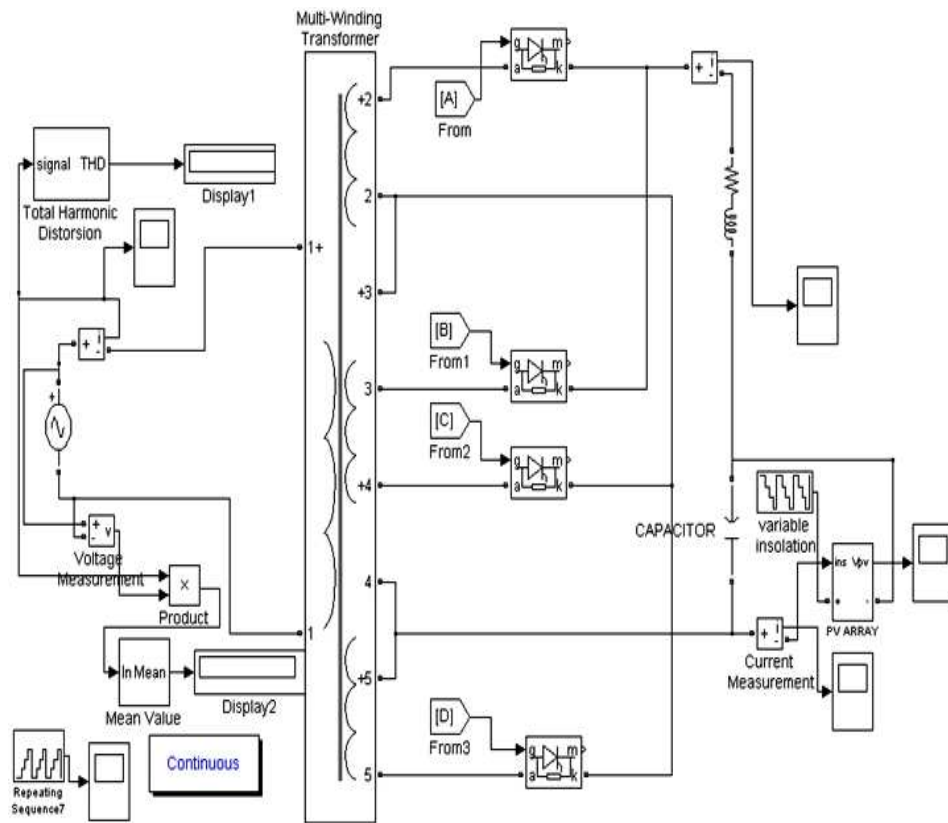 Multi-Winding
Transformer
g m
a k
+ i
-
[A]
From
+2
signal THD
Total Harmonic
Distorsion
Display1
2
1+
+3
+ i
-
[B]
From1
g m
a k
3
+
[C]
From2
g m
a k
+4
CAPACITOR
variable
insolation
+ v
-
Voltage
Measurement
x
Product
4
ins Vpv
+ -
PV ARRAY
1
+ i
-
Current
Measurement
In Mean
Mean Value
Display2
+5
[D]
From3
g m
a k
5
Continuous
Repeating
Sequence7